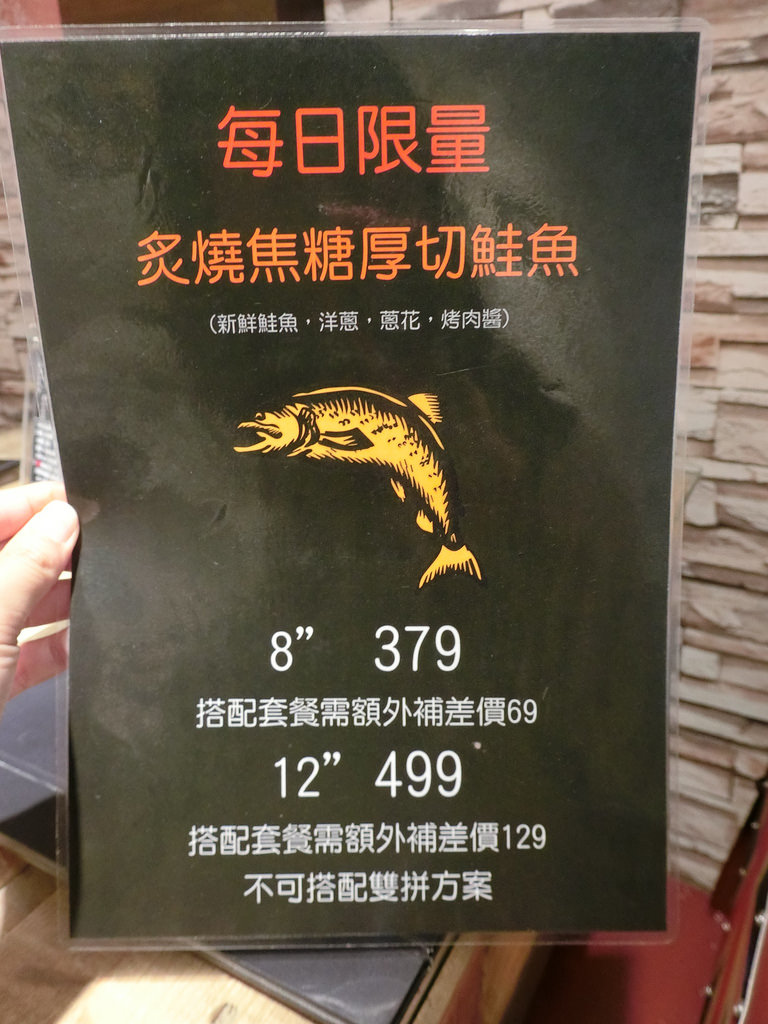 每日限量
炙燒焦糖厚切鮭魚
(新鮮鮭魚，洋蔥，蔥花，烤肉醬)
8” 379
搭配套餐需額外補差價69
12” 499
搭配套餐需額外補差價129
不可搭配雙拼方案